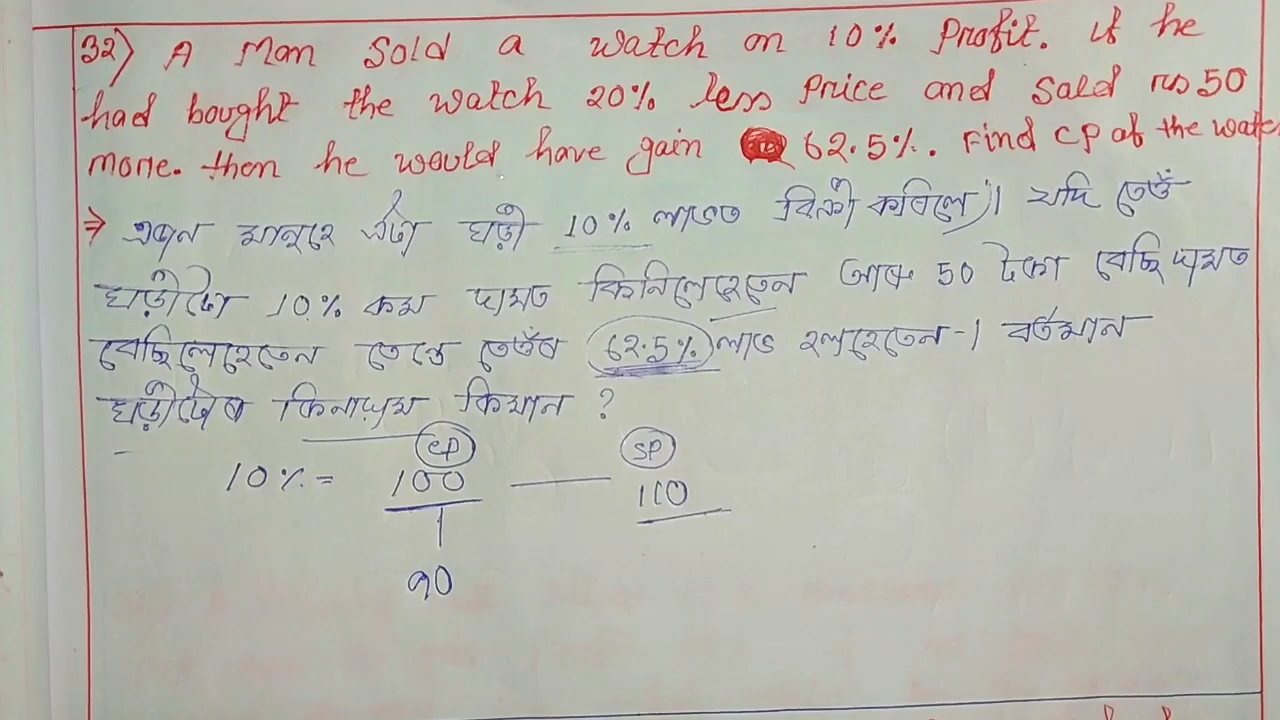 32) A Man Sold a watch on 10% Profit. if he
had bought the watch 20% less Price and Sald rs 50
more. then he would have gain 62.5%. Find CP of the watch
⇒ এজন মানুহে এটা ঘড়ী 10% লাভত বিক্ৰী কৰিলে। যদি তেওঁ
ঘড়ীটো 10% কম দামত কিনিলেহেতেন আৰু 50 টকা বেছি দামত
বেচিলেহেতেন তেন্তে তেওঁৰ 62.5% লাভ হলহেতেন। বৰ্তমান
ঘড়ীটোৰ কিনাদাম কিমান ?
CP SP
10% = 100 — 110
90